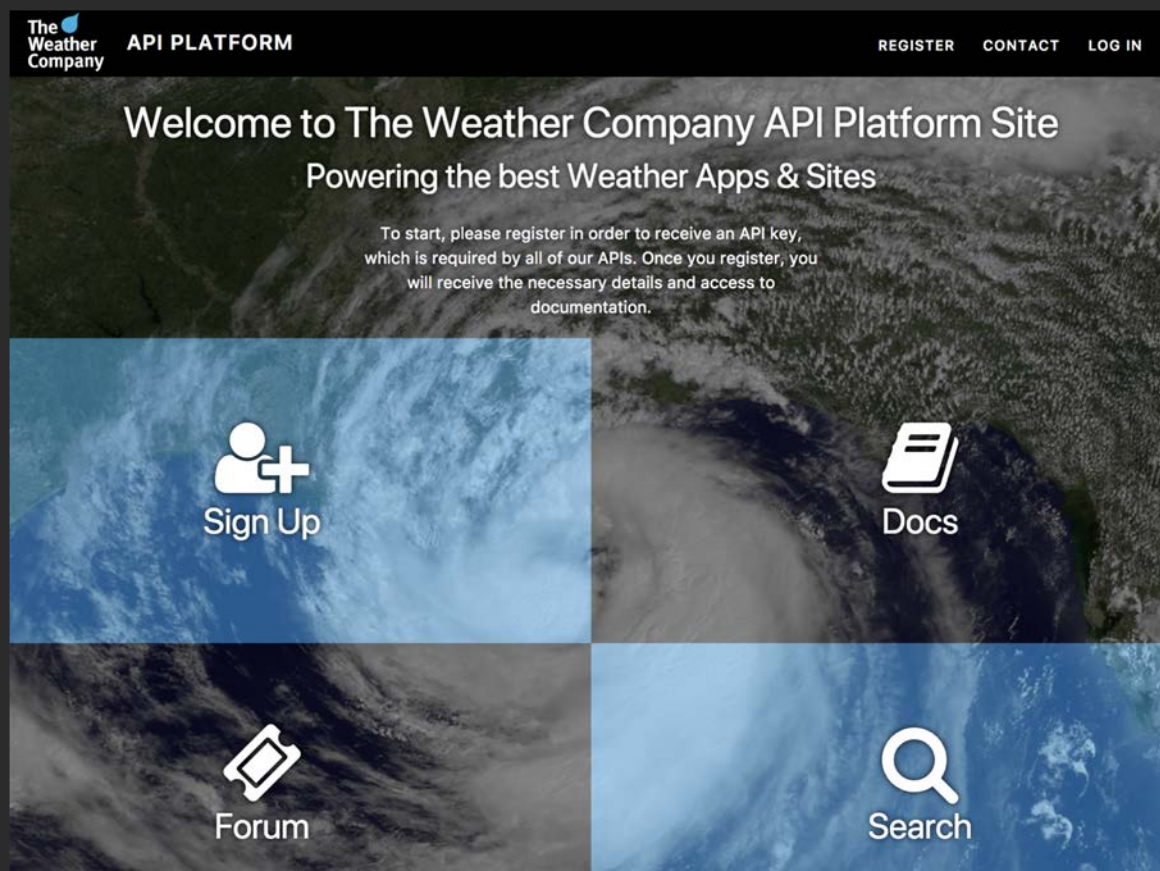 The
Weather
Company
API PLATFORM
REGISTER CONTACT LOG IN
Welcome to The Weather Company API Platform Site
Powering the best Weather Apps & Sites
To start, please register in order to receive an API key,
which is required by all of our APIs. Once you register, you
will receive the necessary details and access to
documentation.
Sign Up
Docs
Forum
Search